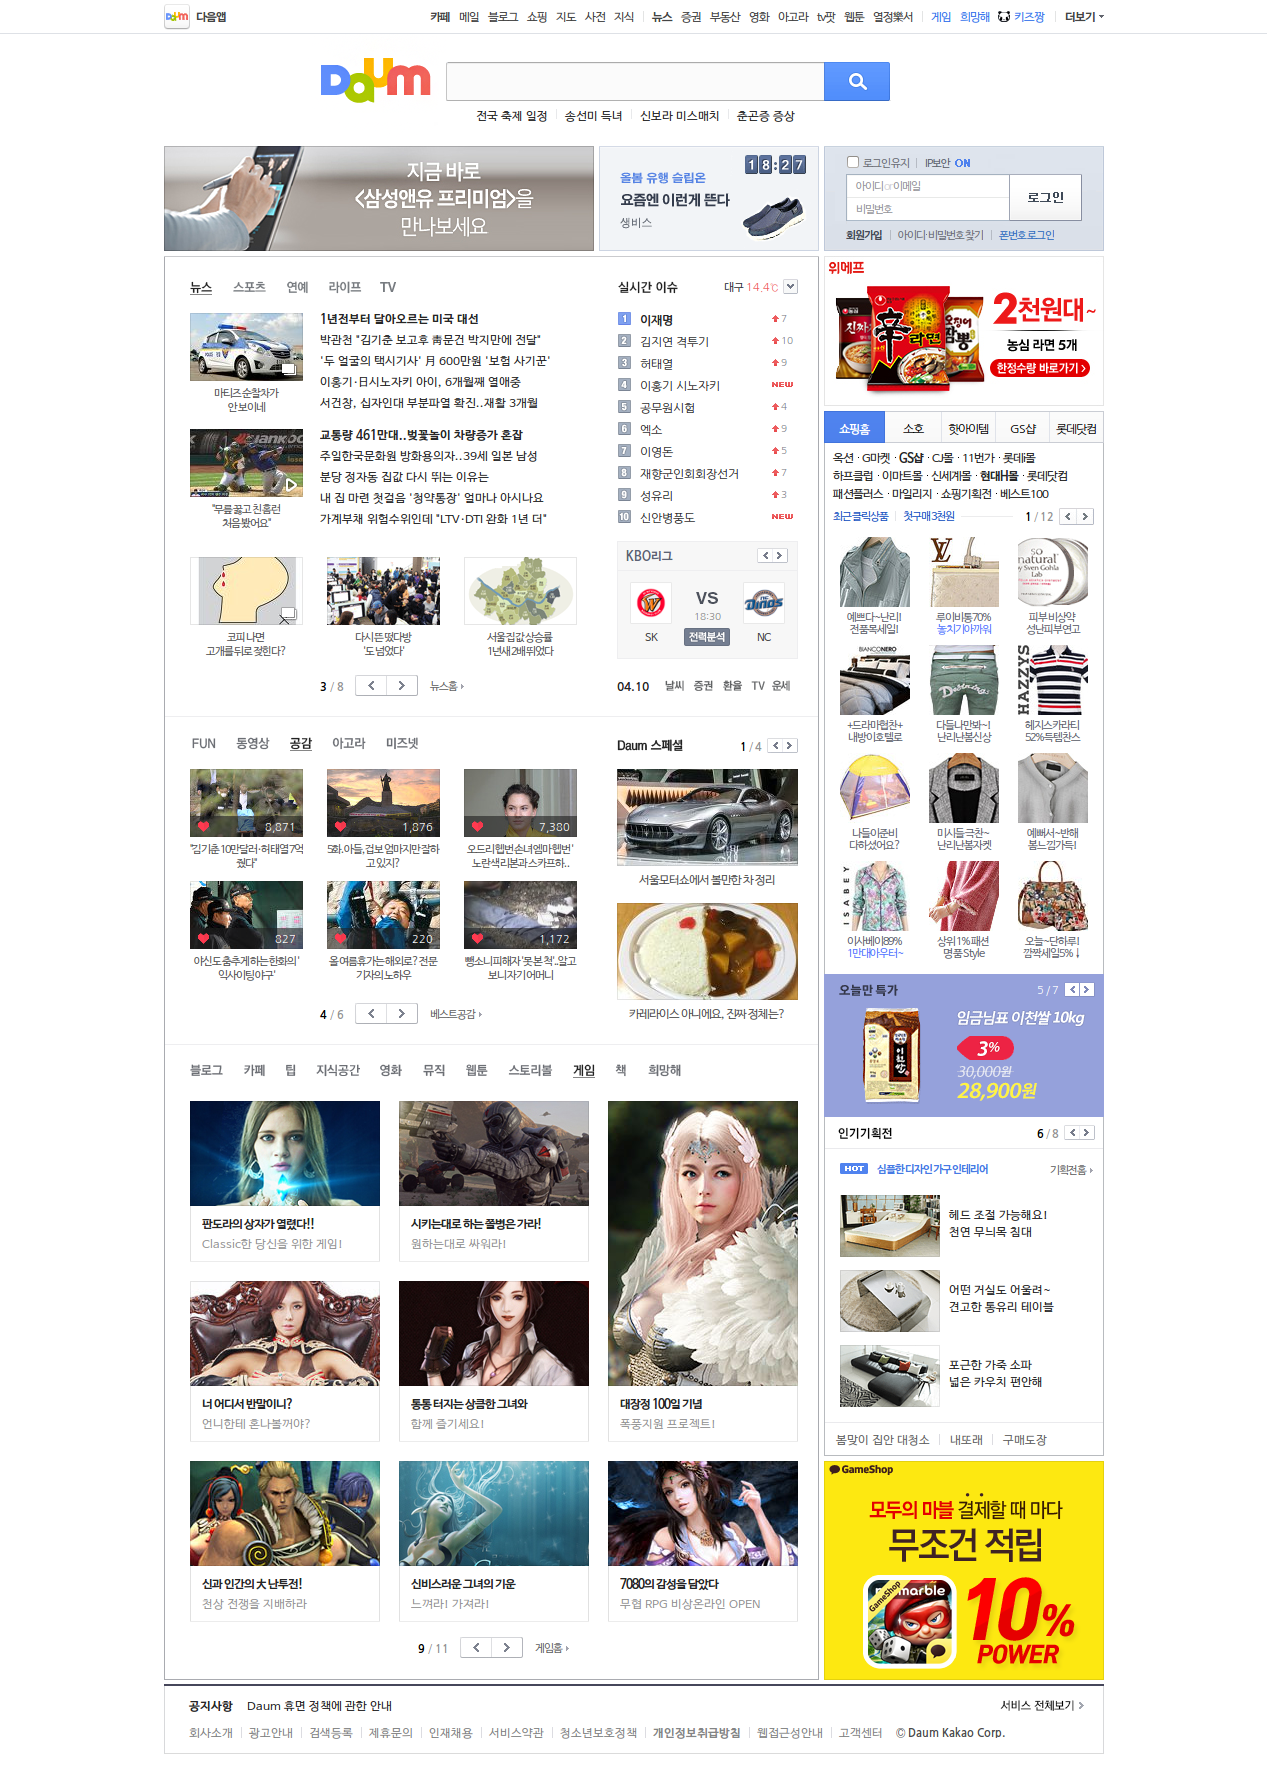 Daum 다음앱
카페 메일 블로그 쇼핑 지도 사전 지식 뉴스 증권 부동산 영화 아고라 tv팟 웹툰 열정樂서 게임 희망해 키즈짱 더보기
Daum
전국 축제 일정 송선미 득녀 신보라 미스매치 춘곤증 증상
지금 바로
<삼성앤유 프리미엄>을
만나보세요
18:27
올봄 유행 슬립온
요즘엔 이런게 뜬다
생비스
로그인 유지 IP보안 ON
아이디 or 이메일
비밀번호
로그인
회원가입 아이디·비밀번호 찾기 폰번호로그인
뉴스 스포츠 연예 라이프 TV
마티즈 순찰차가
안 보이네
1년전부터 달아오르는 미국 대선
박관천 "김기춘 보고후 靑문건 박지만에 전달"
'두 얼굴의 택시기사' 月 600만원 '보험 사기꾼'
이홍기·日시노자키 아이, 6개월째 열애중
서건창, 십자인대 부분파열 확진..재활 3개월
"무릎 꿇고 친 홈런
처음 봤어요"
교통량 461만대..벚꽃놀이 차량증가 혼잡
주일한국문화원 방화용의자..39세 일본 남성
분당 정자동 집값 다시 뛰는 이유는
내 집 마련 첫걸음 '청약통장' 얼마나 아시나요
가계부채 위험수위인데 "LTV·DTI 완화 1년 더"
코피 나면
고개를 뒤로 젖힌다?
다시 뜬 떴다방
'도 넘었다'
서울 집값 상승률
1년새 2배 뛰었다
3 / 8 뉴스홈
실시간 이슈 대구 14.4℃
1 이재명 7
2 김지연 격투기 10
3 허태열 9
4 이홍기 시노자키 NEW
5 공무원시험 4
6 엑소 9
7 이영돈 5
8 재향군인회회장선거 7
9 성유리 3
10 신안병풍도 NEW
KBO리그
VS
18:30
SK 전력분석 NC
04.10 날씨 증권 환율 TV 운세
FUN 동영상 공감 아고라 미즈넷
8,871
"김기춘 10만달러·허태열 7억
줬다"
1,876
5화. 아들, 겁보 엄마지만 잘하
고 있지?
7,380
오드리 헵번 손녀 엠마 헵번 '
노란색 리본과 스카프하..
827
야신도 춤추게 하는 한화의 '
익사이팅 야구'
220
올 여름휴가는 해외로? 전문
기자의 노하우
1,172
뺑소니 피해자 '못 본 척'..알고
보니 자기 어머니
4 / 6 베스트공감
Daum 스페셜 1 / 4
서울모터쇼에서 볼만한 차 정리
카레라이스 아니에요, 진짜 정체는?
블로그 카페 팁 지식공간 영화 뮤직 웹툰 스토리볼 게임 책 희망해
판도라의 상자가 열렸다!!
Classic한 당신을 위한 게임!
시키는대로 하는 쫄병은 가라!
원하는대로 싸워라!
너 어디서 반말이니?
언니한테 혼나볼꺼야?
통통 터지는 상큼한 그녀와
함께 즐기세요!
대장정 100일 기념
폭풍지원 프로젝트!
신과 인간의 大 난투전!
천상 전쟁을 지배하라
신비스러운 그녀의 기운
느껴라! 가져라!
7080의 감성을 담았다
무협 RPG 비상온라인 OPEN
9 / 11 게임홈
위메프
2천원대~
농심 라면 5개
한정수량 바로가기
쇼핑홈 소호 핫아이템 GS샵 롯데닷컴
옥션 · G마켓 · GS샵 · CJ몰 · 11번가 · 롯데i몰
하프클럽 · 이마트몰 · 신세계몰 · 현대H몰 · 롯데닷컴
패션플러스 · 마일리지 · 쇼핑기획전 · 베스트100
최근클릭상품 첫구매3천원 1 / 12
예쁘다~난리!
전품목세일!
루이비통70%
놓치기아까워
SO natural by Sven Gohla Lab
피부 비상약
성난피부연고
BIANCONERO
+드라마협찬+
내방이호텔로
다들나만봐~!
난리난봄신상
HAZZYS
헤지스카라티
52%득템찬스
나들이준비
다하셨어요?
미시들극찬~
난리난봄자켓
예뻐서~반해
봄느낌가득!
ISABEY
이사베이89%
1만대아우터~
상위 1% 패션
명품 Style
오늘~단하루!
깜짝세일5%↓
오늘만 특가 5 / 7
임금님표 이천쌀 10kg
3%
30,000원
28,900원
인기기획전 6 / 8
HOT 심플한 디자인 가구 인테리어 기획전홈
헤드 조절 가능해요!
천연 무늬목 침대
어떤 거실도 어울려~
견고한 통유리 테이블
포근한 가죽 소파
넓은 카우치 편안해
봄맞이 집안 대청소 내또래 구매도장
GameShop
모두의 마블 결제할 때 마다
무조건 적립
GameShop
marble
10%
POWER
공지사항 Daum 휴면 정책에 관한 안내 서비스 전체보기
회사소개 광고안내 검색등록 제휴문의 인재채용 서비스약관 청소년보호정책 개인정보취급방침 웹접근성안내 고객센터 © Daum Kakao Corp.